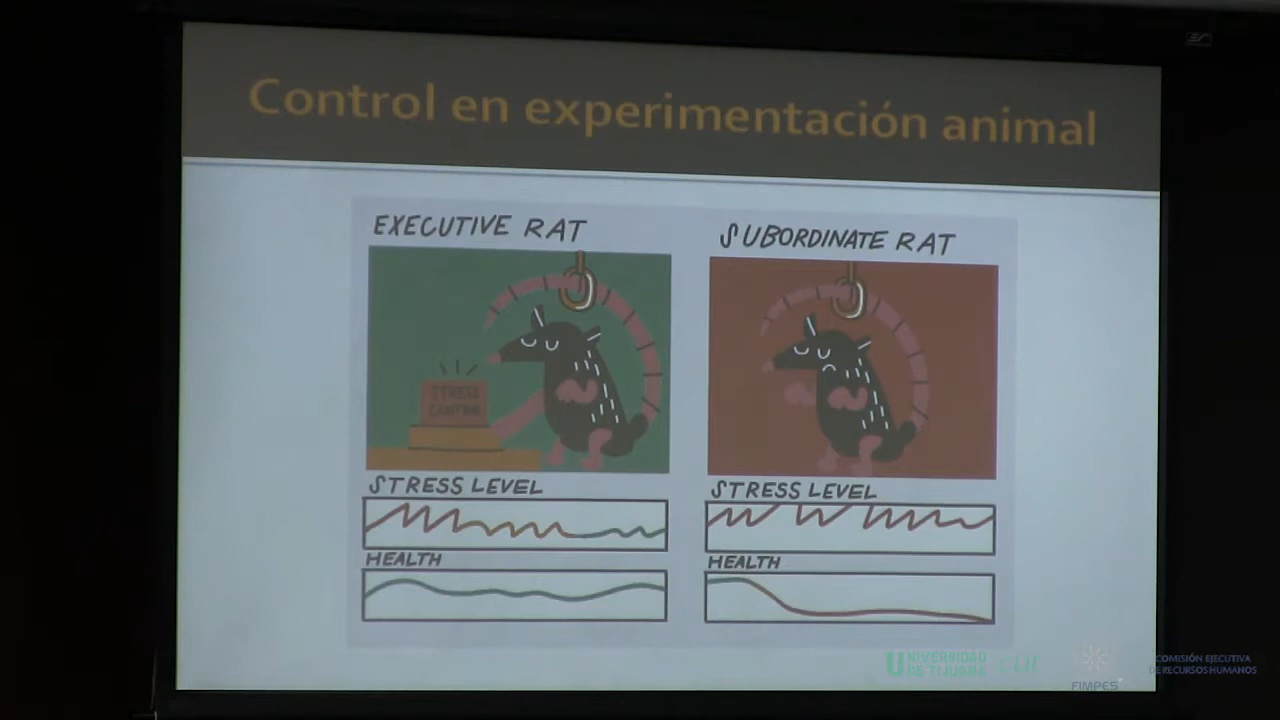 Control en experimentación animal
EXECUTIVE RAT
SUBORDINATE RAT
STRESS
CONTROL
STRESS LEVEL
STRESS LEVEL
HEALTH
HEALTH
UNIVERSIDAD
DE TIJUANA CUT
FIMPES
COMISIÓN EJECUTIVA
DE RECURSOS HUMANOS